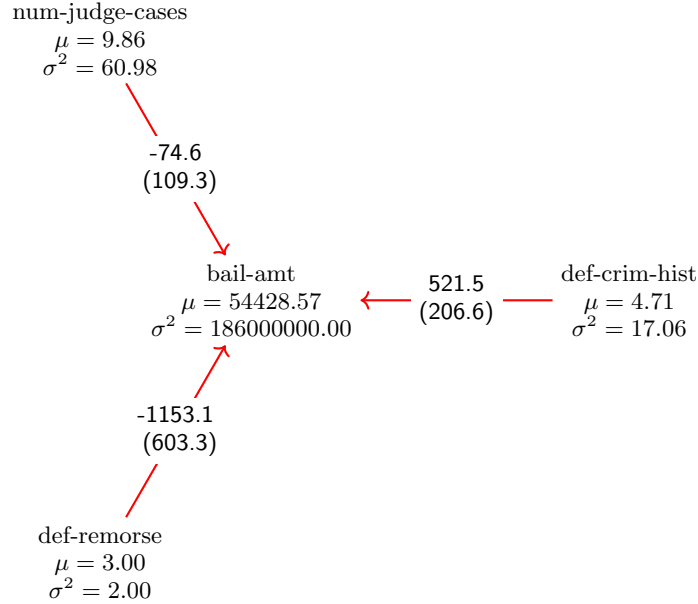 num-judge-cases
μ = 9.86
σ² = 60.98
-74.6
(109.3)
bail-amt
μ = 54428.57
σ² = 186000000.00
521.5
(206.6)
def-crim-hist
μ = 4.71
σ² = 17.06
-1153.1
(603.3)
def-remorse
μ = 3.00
σ² = 2.00